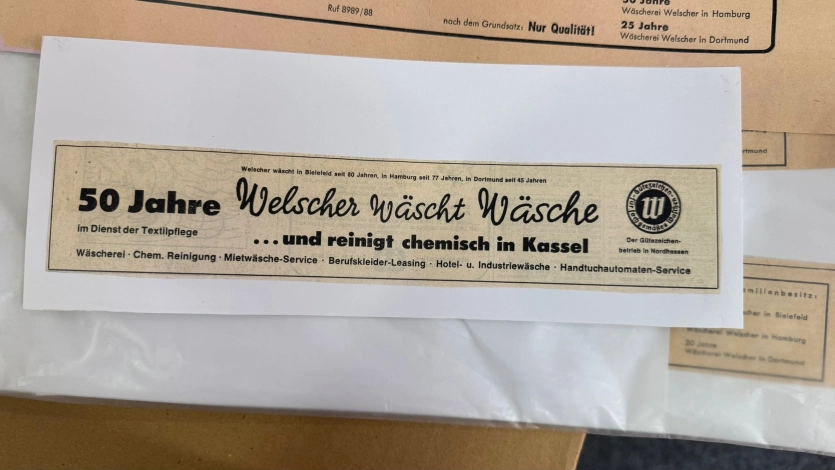 50 Jahre
Ruf 8989/88
Wäscherei Welscher in Hamburg
nach dem Grundsatz: Nur Qualität!
25 Jahre
Wäscherei Welscher in Dortmund
Welscher wäscht in Bielefeld seit 80 Jahren, in Hamburg seit 77 Jahren, in Dortmund seit 45 Jahren
50 Jahre Welscher wäscht Wäsche
im Dienst der Textilpflege
...und reinigt chemisch in Kassel
Wäscherei · Chem. Reinigung · Mietwäsche-Service · Berufskleider-Leasing · Hotel- u. Industriewäsche · Handtuchautomaten-Service
W
Der Gütezeichen-
betrieb in Nordhessen
rtmund
milienbesitz:
scher in Bielefeld
Wäscherei Welscher in Hamburg
20 Jahre
Wäscherei Welscher in Dortmund